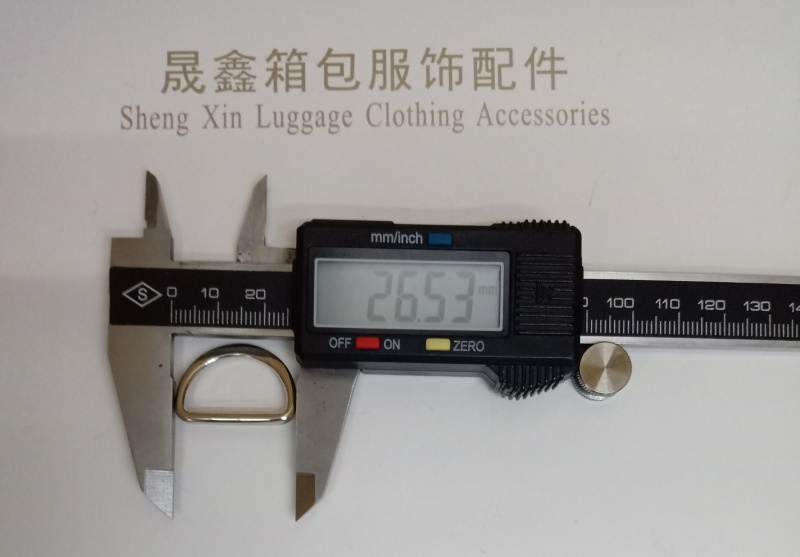 晟鑫箱包服饰配件
Sheng Xin Luggage Clothing Accessories
mm/inch
26.53 mm
OFF ON ZERO
S 0 10 20
100 110 120 130